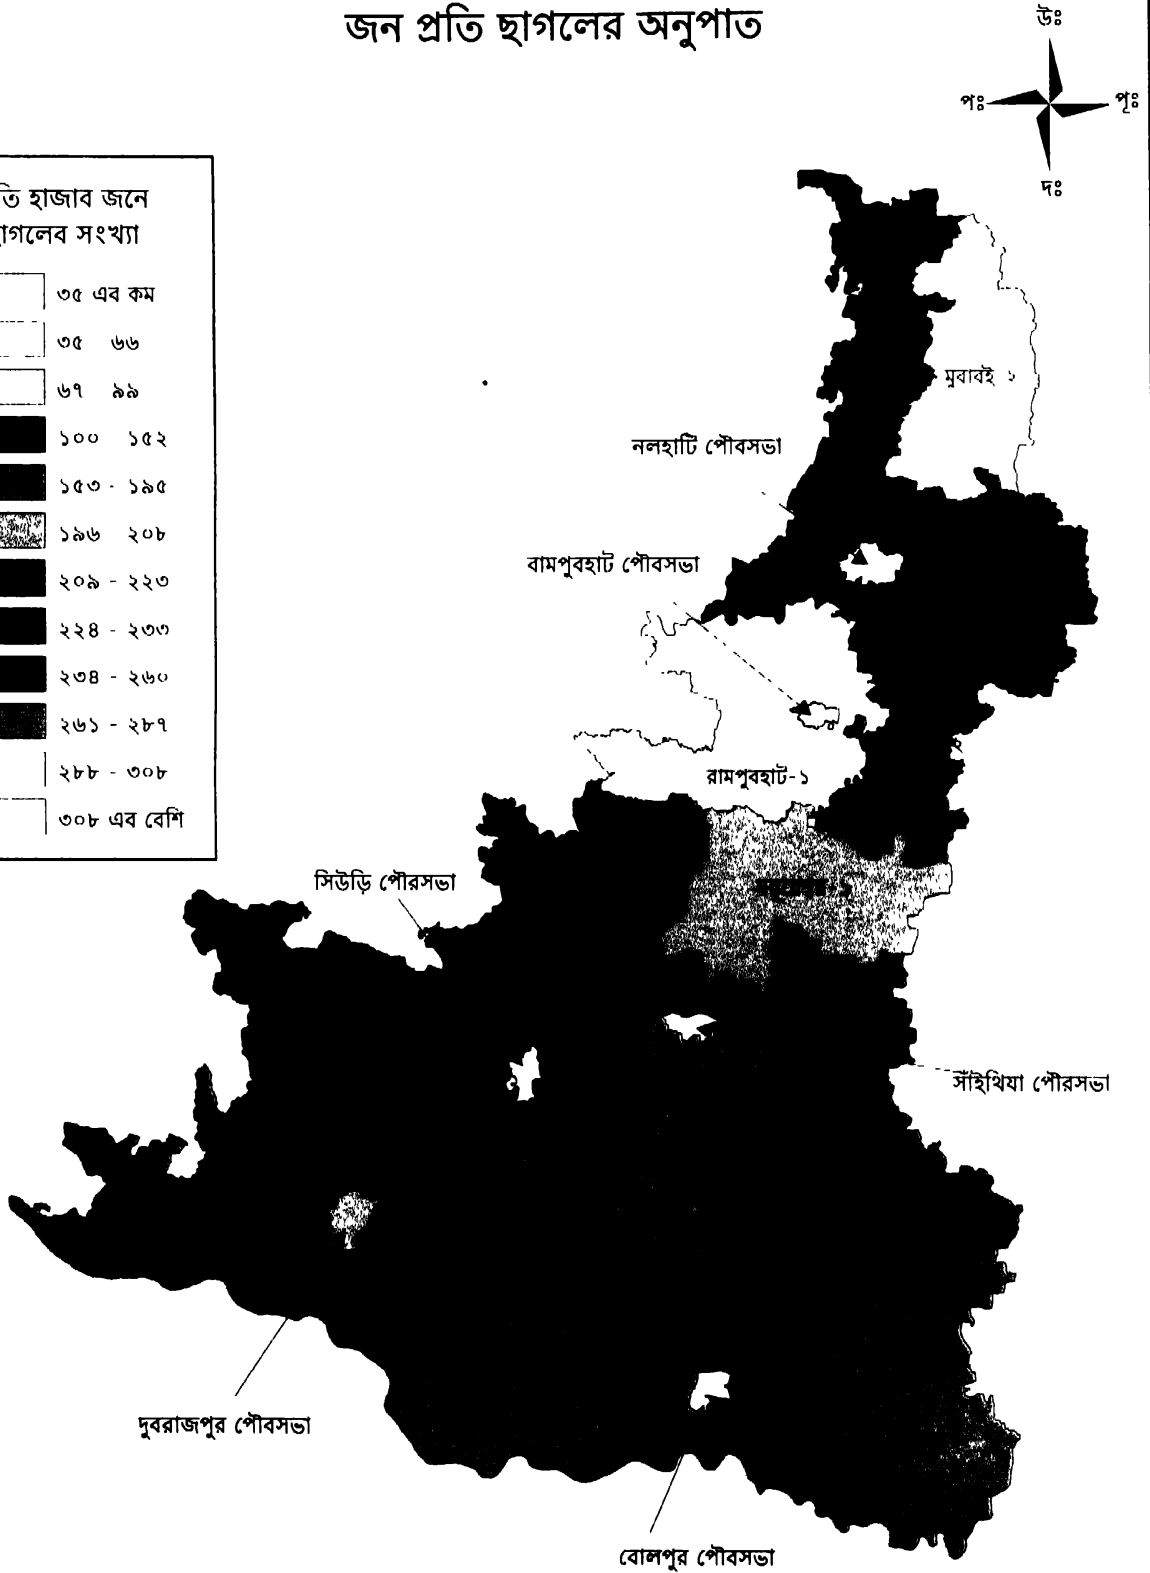 জন প্রতি ছাগলের অনুপাত
উঃ
পঃ
পূঃ
দঃ
তি হাজাব জনে
াগলেব সংখ্যা
৩৫ এব কম
৩৫ ৬৬
৬৭ ৯৯
১০০ ১৫২
১৫৩ - ১৯৫
১৯৬ ২০৮
২০৯ - ২২৩
২২৪ - ২৩৩
২৩৪ - ২৬০
২৬১ - ২৮৭
২৮৮ - ৩০৮
৩০৮ এব বেশি
মুবাবই
নলহাটি পৌবসভা
বামপুবহাট পৌবসভা
রামপুবহাট-১
সিউড়ি পৌরসভা
সাঁইথিযা পৌরসভা
দুবরাজপুর পৌবসভা
বোলপুর পৌবসভা